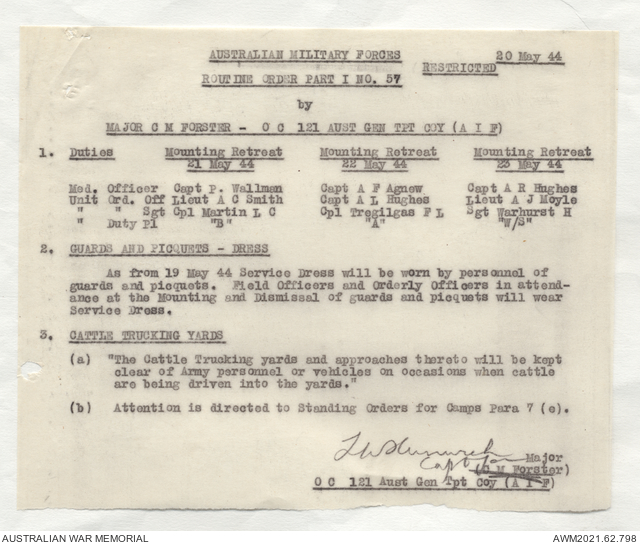 AUSTRALIAN MILITARY FORCES 20 May 44
RESTRICTED
ROUTINE ORDER PART I NO. 57
by
MAJOR C M FORSTER - O C 121 AUST GEN TPT COY (A I F)
1. Duties Mounting Retreat Mounting Retreat Mounting Retreat
21 May 44 22 May 44 23 May 44
Med. Officer Capt P. Wallman Capt A F Agnew Capt A R Hughes
Unit Ord. Off Lieut A C Smith Capt A L Hughes Lieut A J Moyle
" " Sgt Cpl Martin L C Cpl Tregilgas F L Sgt Warhurst H
" Duty Pl "B" "A" "W/S"
2. GUARDS AND PICQUETS - DRESS
As from 19 May 44 Service Dress will be worn by personnel of
guards and picquets. Field Officers and Orderly Officers in attend-
ance at the Mounting and Dismissal of guards and picquets will wear
Service Dress.
3. CATTLE TRUCKING YARDS
(a) "The Cattle Trucking yards and approaches thereto will be kept
clear of Army personnel or vehicles on occasions when cattle
are being driven into the yards."
(b) Attention is directed to Standing Orders for Camps Para 7 (e).
Capt for Major
(C M Forster)
O C 121 Aust Gen Tpt Coy (A I F)
AUSTRALIAN WAR MEMORIAL AWM2021.62.798